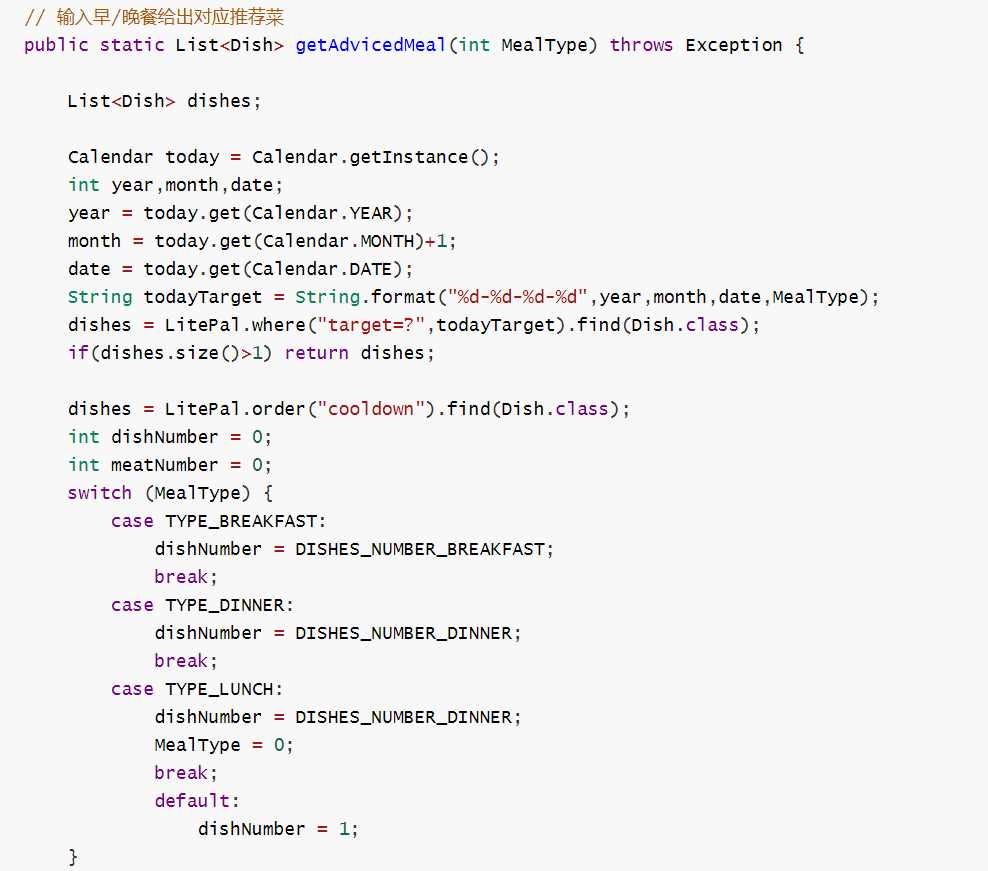 // 输入早/晚餐给出对应推荐菜
public static List<Dish> getAdvicedMeal(int MealType) throws Exception {
List<Dish> dishes;
Calendar today = Calendar.getInstance();
int year,month,date;
year = today.get(Calendar.YEAR);
month = today.get(Calendar.MONTH)+1;
date = today.get(Calendar.DATE);
String todayTarget = String.format("%d-%d-%d-%d",year,month,date,MealType);
dishes = LitePal.where("target=?",todayTarget).find(Dish.class);
if(dishes.size()>1) return dishes;
dishes = LitePal.order("cooldown").find(Dish.class);
int dishNumber = 0;
int meatNumber = 0;
switch (MealType) {
case TYPE_BREAKFAST:
dishNumber = DISHES_NUMBER_BREAKFAST;
break;
case TYPE_DINNER:
dishNumber = DISHES_NUMBER_DINNER;
break;
case TYPE_LUNCH:
dishNumber = DISHES_NUMBER_DINNER;
MealType = 0;
break;
default:
dishNumber = 1;
}